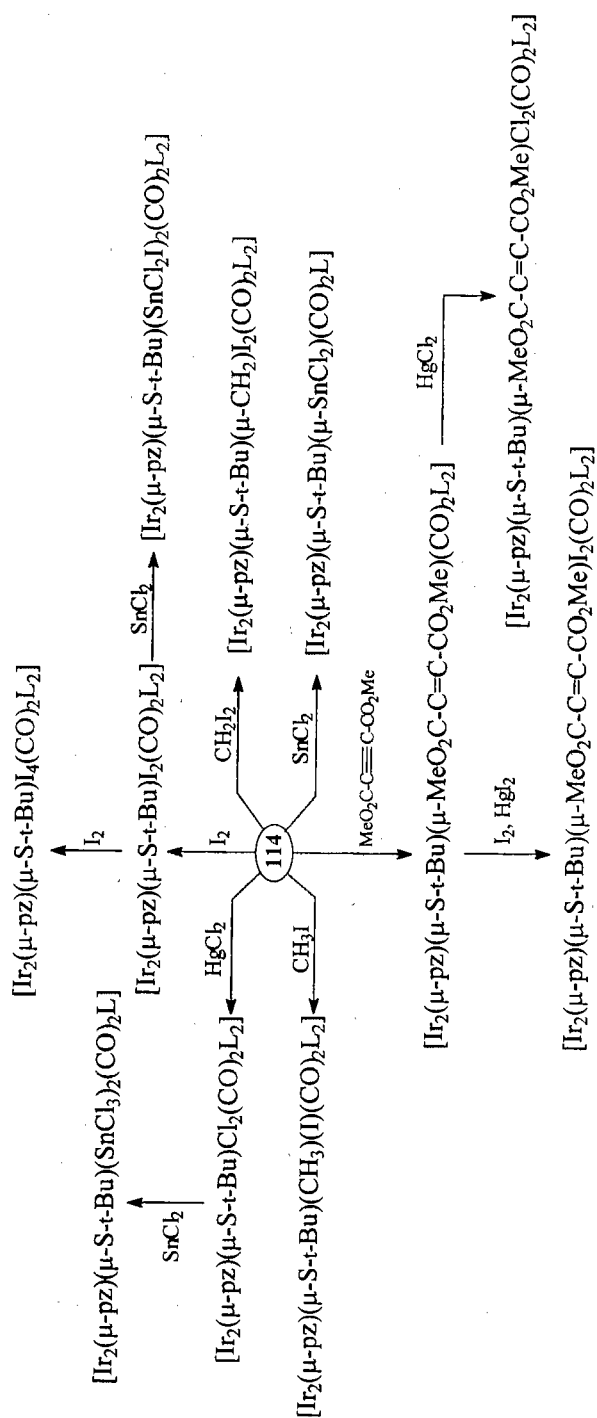 [Ir₂(μ-pz)(μ-S-t-Bu)I₄(CO)₂L₂]
I₂
[Ir₂(μ-pz)(μ-S-t-Bu)(SnCl₃)₂(CO)₂L]
SnCl₂
[Ir₂(μ-pz)(μ-S-t-Bu)I₂(CO)₂L₂]
SnCl₂
[Ir₂(μ-pz)(μ-S-t-Bu)(SnCl₂I)₂(CO)₂L₂]
[Ir₂(μ-pz)(μ-S-t-Bu)Cl₂(CO)₂L₂]
HgCl₂
I₂
CH₂I₂
[Ir₂(μ-pz)(μ-S-t-Bu)(μ-CH₂)I₂(CO)₂L₂]
114
[Ir₂(μ-pz)(μ-S-t-Bu)(CH₃)(I)(CO)₂L₂]
CH₃I
SnCl₂
[Ir₂(μ-pz)(μ-S-t-Bu)(μ-SnCl₂)(CO)₂L]
MeO₂C-C≡C-CO₂Me
[Ir₂(μ-pz)(μ-S-t-Bu)(μ-MeO₂C-C=C-CO₂Me)(CO)₂L₂]
HgCl₂
I₂, HgI₂
[Ir₂(μ-pz)(μ-S-t-Bu)(μ-MeO₂C-C=C-CO₂Me)Cl₂(CO)₂L₂]
[Ir₂(μ-pz)(μ-S-t-Bu)(μ-MeO₂C-C=C-CO₂Me)I₂(CO)₂L₂]